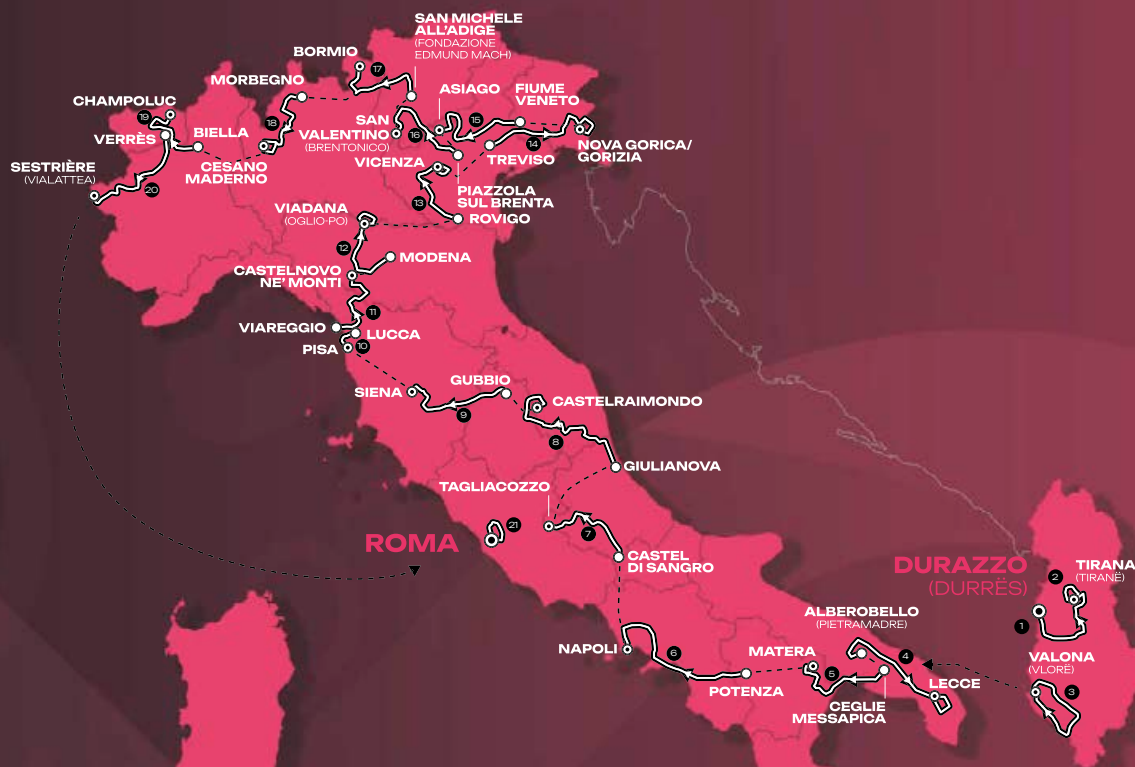 SAN MICHELE
ALL'ADIGE
(FONDAZIONE
EDMUND MACH)
BORMIO
17
MORBEGNO
ASIAGO
FIUME
VENETO
CHAMPOLUC
19
18
SAN
VALENTINO
(BRENTONICO)
16
15
14
NOVA GORICA/
GORIZIA
VERRÈS
BIELLA
CESANO
MADERNO
VICENZA
TREVISO
SESTRIÈRE
(VIALATTEA)
20
PIAZZOLA
SUL BRENTA
13
ROVIGO
VIADANA
(OGLIO-PO)
12
MODENA
CASTELNOVO
NE' MONTI
11
VIAREGGIO
LUCCA
PISA
10
SIENA
GUBBIO
9
CASTELRAIMONDO
8
GIULIANOVA
TAGLIACOZZO
21
7
ROMA
CASTEL
DI SANGRO
DURAZZO
(DURRËS)
2
TIRANA
(TIRANË)
1
ALBEROBELLO
(PIETRAMADRE)
NAPOLI
6
MATERA
4
5
VALONA
(VLORË)
3
POTENZA
LECCE
CEGLIE
MESSAPICA